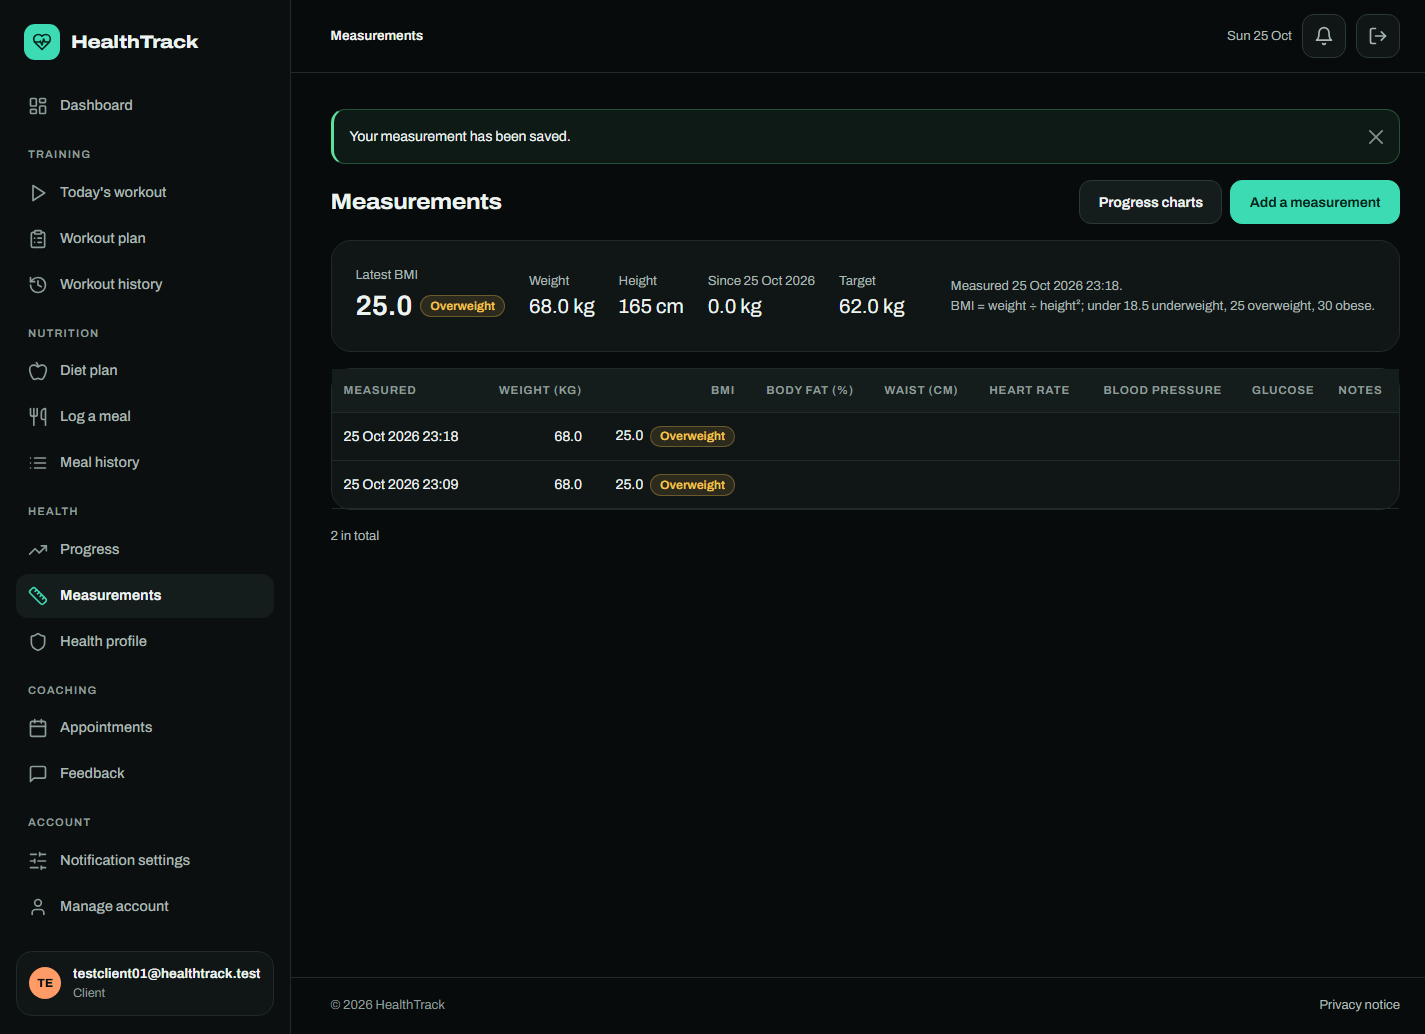 HealthTrack
Dashboard
TRAINING
Today's workout
Workout plan
Workout history
NUTRITION
Diet plan
Log a meal
Meal history
HEALTH
Progress
Measurements
Health profile
COACHING
Appointments
Feedback
ACCOUNT
Notification settings
Manage account
TE
testclient01@healthtrack.test
Client
Measurements
Sun 25 Oct
Your measurement has been saved.
Measurements
Progress charts
Add a measurement
Latest BMI
25.0 Overweight
Weight
68.0 kg
Height
165 cm
Since 25 Oct 2026
0.0 kg
Target
62.0 kg
Measured 25 Oct 2026 23:18.
BMI = weight ÷ height²; under 18.5 underweight, 25 overweight, 30 obese.
MEASURED WEIGHT (KG) BMI BODY FAT (%) WAIST (CM) HEART RATE BLOOD PRESSURE GLUCOSE NOTES
25 Oct 2026 23:18 68.0 25.0 Overweight
25 Oct 2026 23:09 68.0 25.0 Overweight
2 in total
© 2026 HealthTrack
Privacy notice